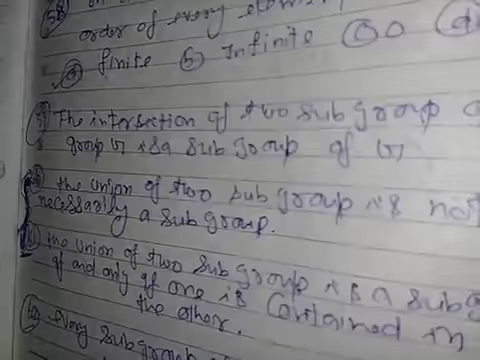 order of every
(a) finite (b) Infinite (c) 0 (d)
The intersection of two sub group
group G is a sub group of G
the union of two sub group is not
necessarily a sub group.
the union of two sub group is a sub
if and only if one is contained in
the other.
Every subgroup